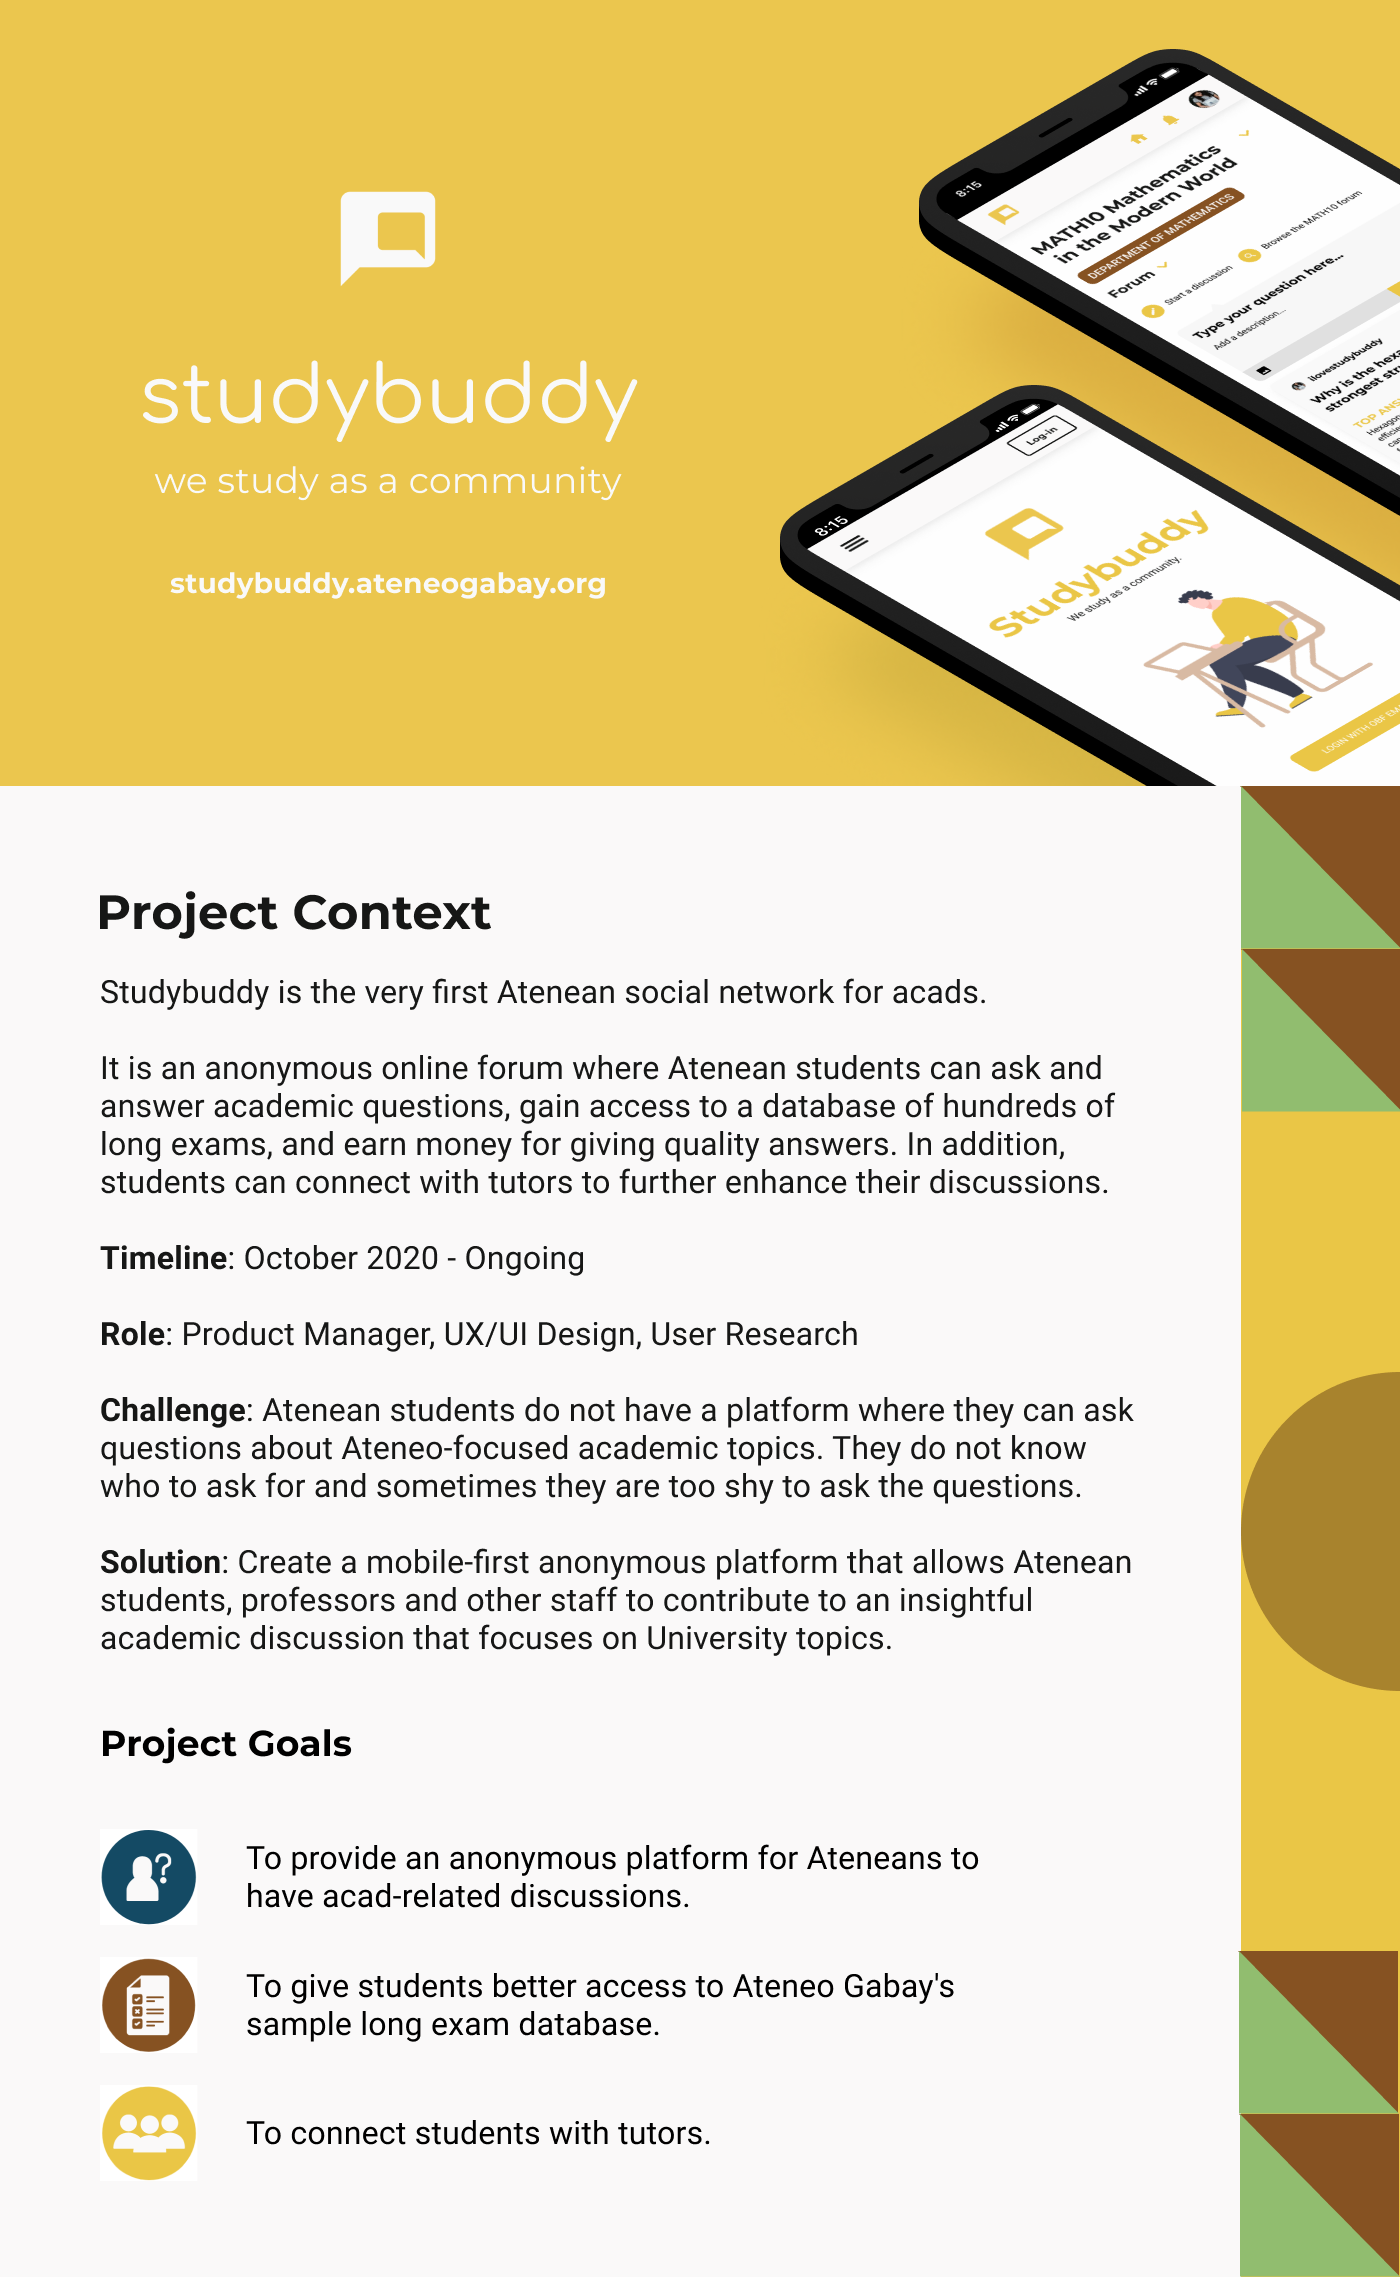 studybuddy
we study as a community
studybuddy.ateneogabay.org
8:15
MATH10 Mathematics
in the Modern World
DEPARTMENT OF MATHEMATICS
Forum
Start a discussion
Browse the MATH10 forum
Type your question here...
Add a description...
ilovestudybuddy
Why is the hexa
strongest str
TOP ANS
Hexagon
efficie
8:15
Log-in
Studybuddy
We study as a community.
LOGIN WITH OBF EMA
Project Context
Studybuddy is the very first Atenean social network for acads.
It is an anonymous online forum where Atenean students can ask and
answer academic questions, gain access to a database of hundreds of
long exams, and earn money for giving quality answers. In addition,
students can connect with tutors to further enhance their discussions.
Timeline: October 2020 - Ongoing
Role: Product Manager, UX/UI Design, User Research
Challenge: Atenean students do not have a platform where they can ask
questions about Ateneo-focused academic topics. They do not know
who to ask for and sometimes they are too shy to ask the questions.
Solution: Create a mobile-first anonymous platform that allows Atenean
students, professors and other staff to contribute to an insightful
academic discussion that focuses on University topics.
Project Goals
To provide an anonymous platform for Ateneans to
have acad-related discussions.
To give students better access to Ateneo Gabay's
sample long exam database.
To connect students with tutors.